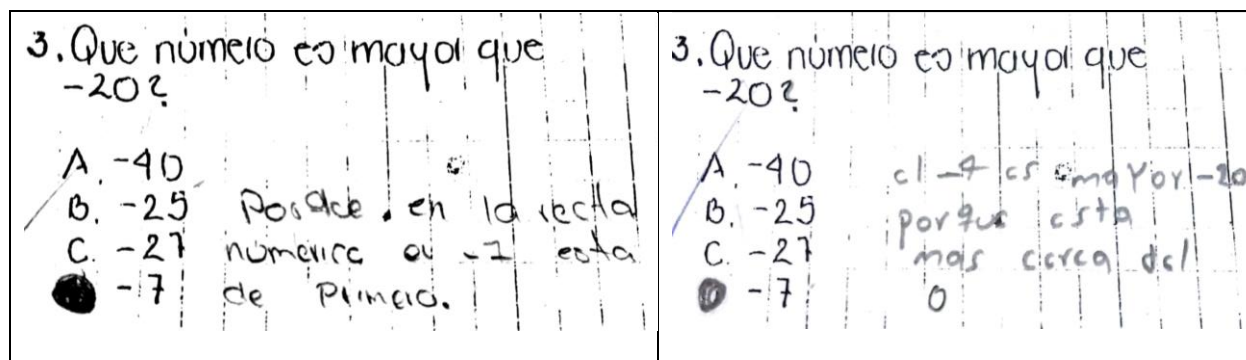 3. Que número es mayor que
-20?
A. -40
B. -25 Porque en la recta
C. -27 numerica el -7 esta
-7 de Primero.
3. Que número es mayor que
-20?
A. -40 el -7 es mayor -20
B. -25 porque esta
C. -27 mas cerca del
D -7 0